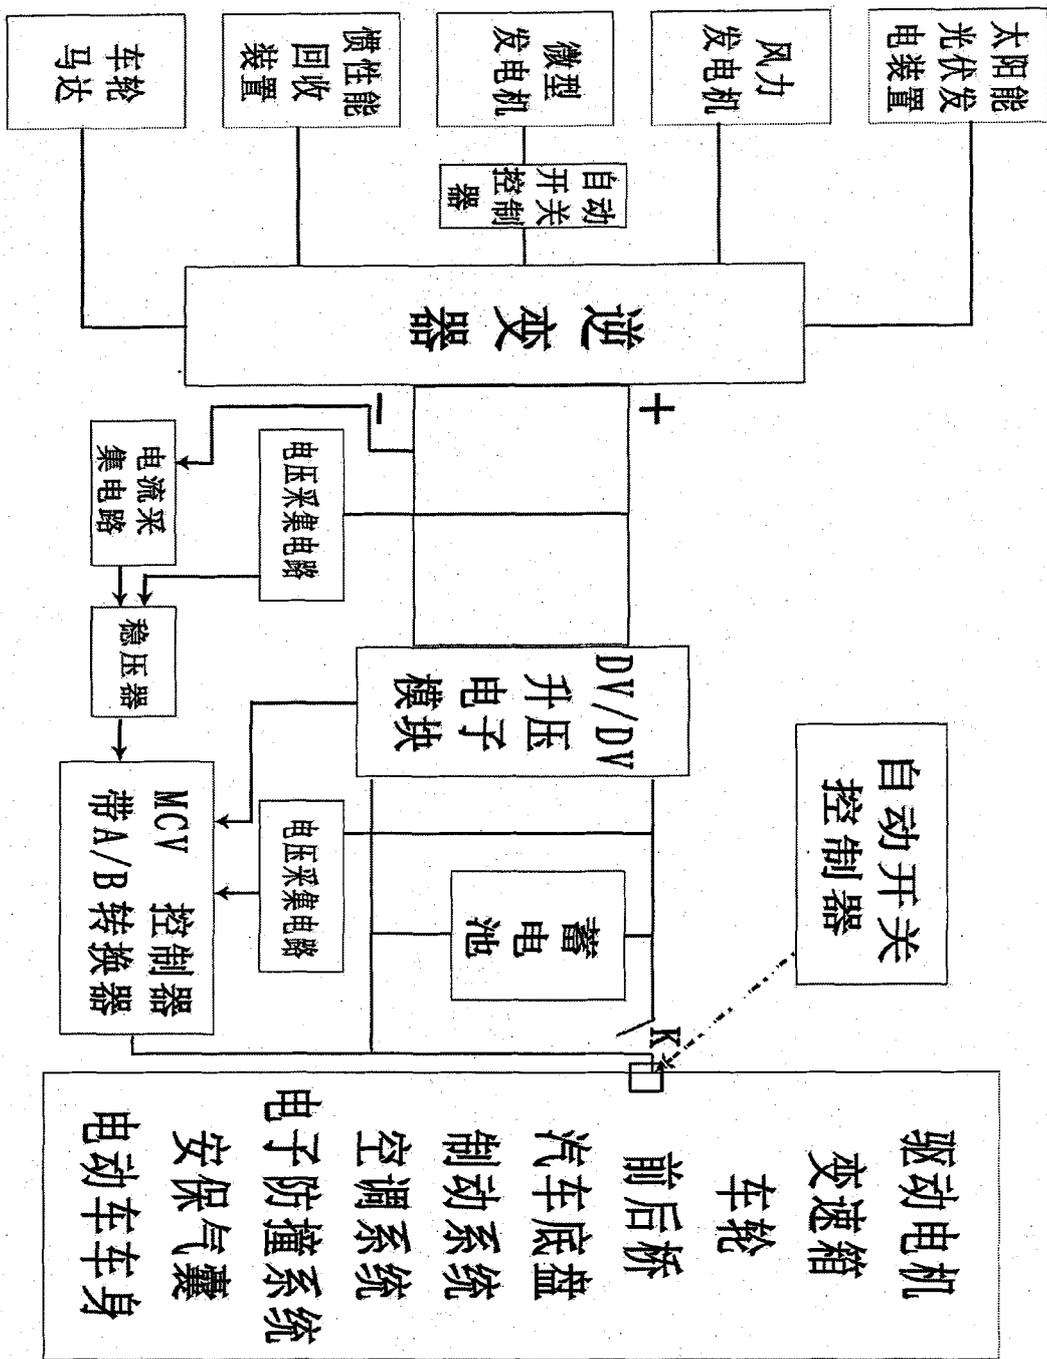 太阳能
光伏发
电装置
风力
发电机
微型
发电机
惯性能
回收
装置
车轮
马达
自动
开关
控制
器
逆
变
器
+
-
电压采集电路
电流采
集电路
稳压器
DV/DV
升压
电子
模块
自动开关
控制器
蓄
电
池
电压采集电路
MCV 控制器
带A/B转换器
K
驱动电机
变速箱
车轮
前后桥
汽车底盘
制动系统
空调系统
电子防撞系统
安保气囊
电动车车身